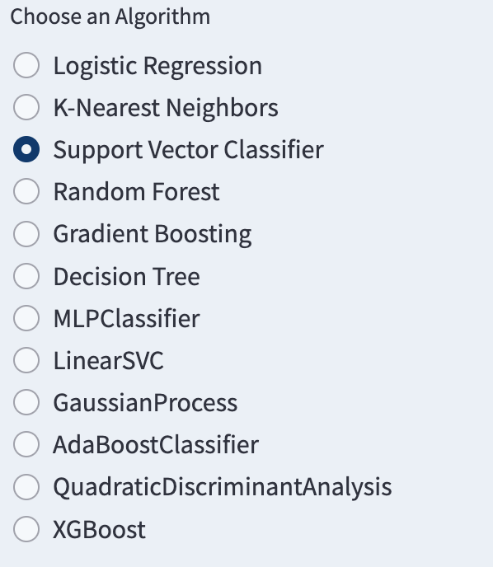 Choose an Algorithm
Logistic Regression
K-Nearest Neighbors
Support Vector Classifier
Random Forest
Gradient Boosting
Decision Tree
MLPClassifier
LinearSVC
GaussianProcess
AdaBoostClassifier
QuadraticDiscriminantAnalysis
XGBoost